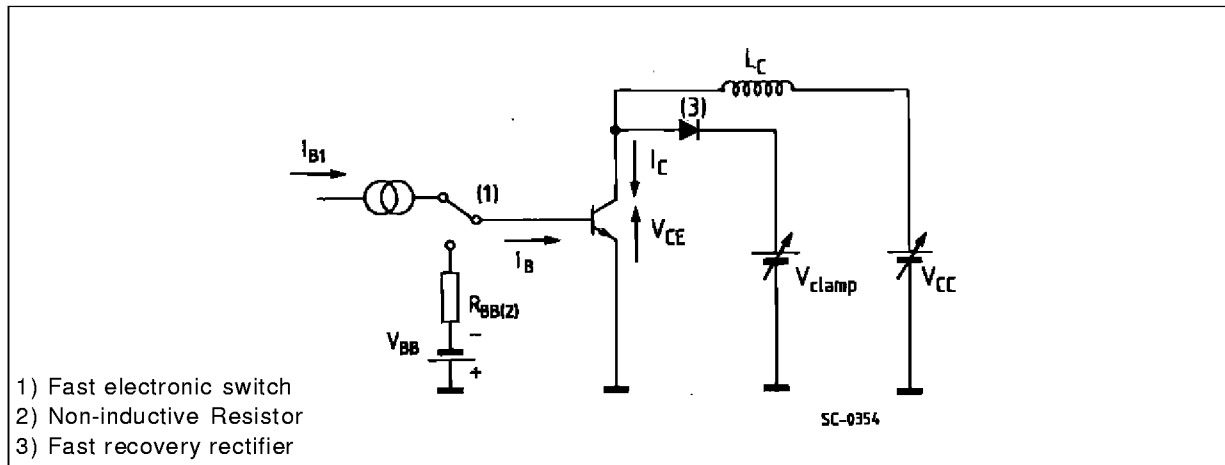 L_C
(3)
I_B1
(1)
I_C
V_CE
I_B
R_BB(2)
V_BB
−
+
V_clamp
V_CC
1) Fast electronic switch
2) Non-inductive Resistor
3) Fast recovery rectifier
SC-0354